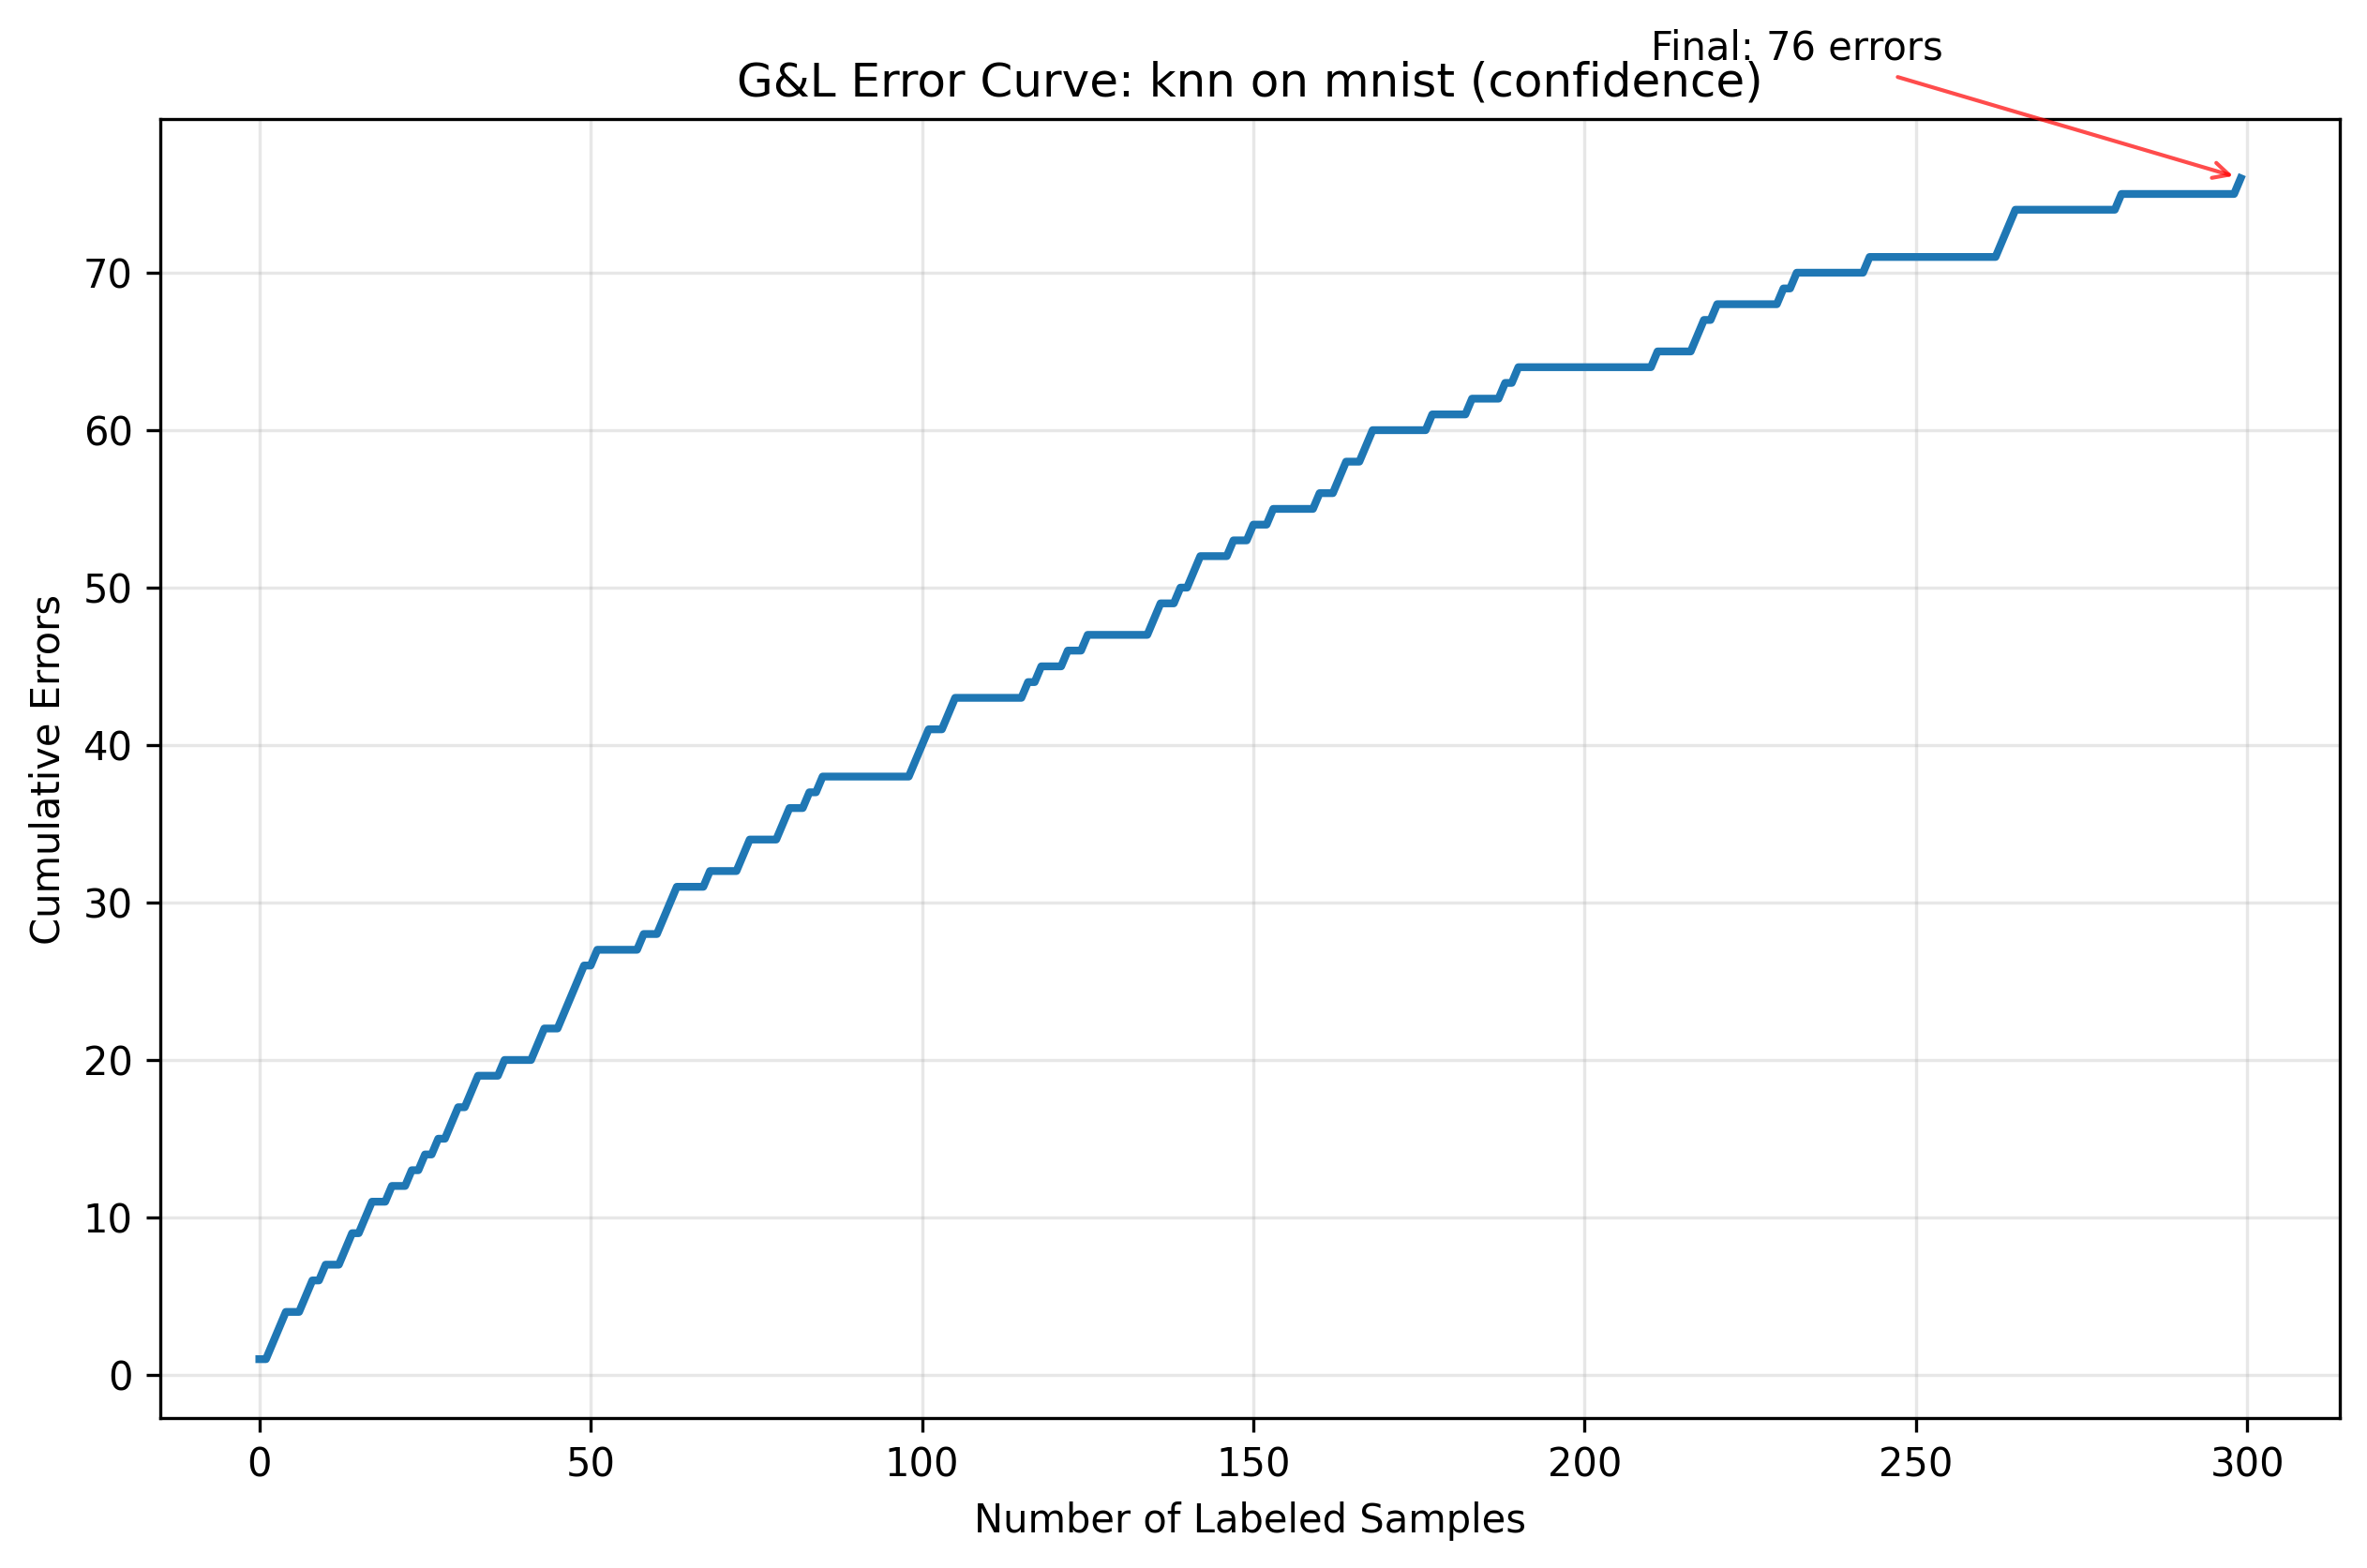 Final: 76 errors
G&L Error Curve: knn on mnist (confidence)
Cumulative Errors
70
60
50
40
30
20
10
0
0 50 100 150 200 250 300
Number of Labeled Samples